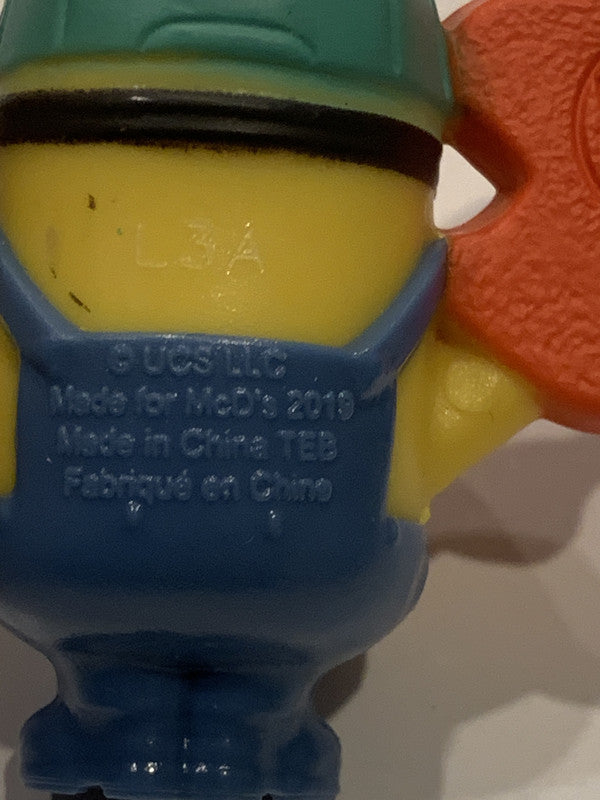 L3A
© UCS LLC
Made for McD's 2019
Made in China TEB
Fabriqué en Chine